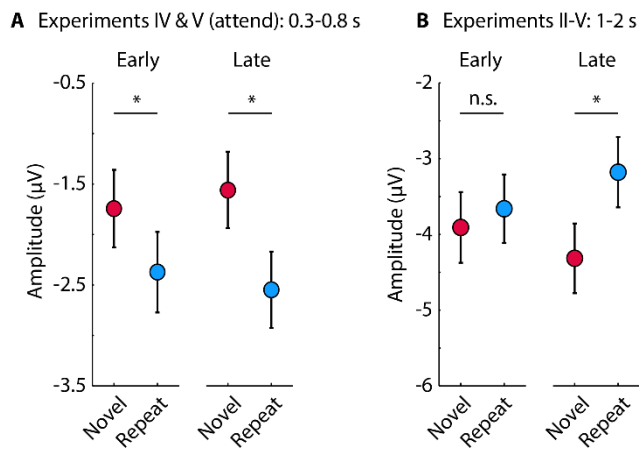 A Experiments IV & V (attend): 0.3-0.8 s
Early Late
* *
Amplitude (µV)
-0.5
-1.5
-2.5
-3.5
Novel Repeat Novel Repeat
B Experiments II-V: 1-2 s
Early Late
n.s. *
Amplitude (µV)
-2
-3
-4
-5
-6
Novel Repeat Novel Repeat